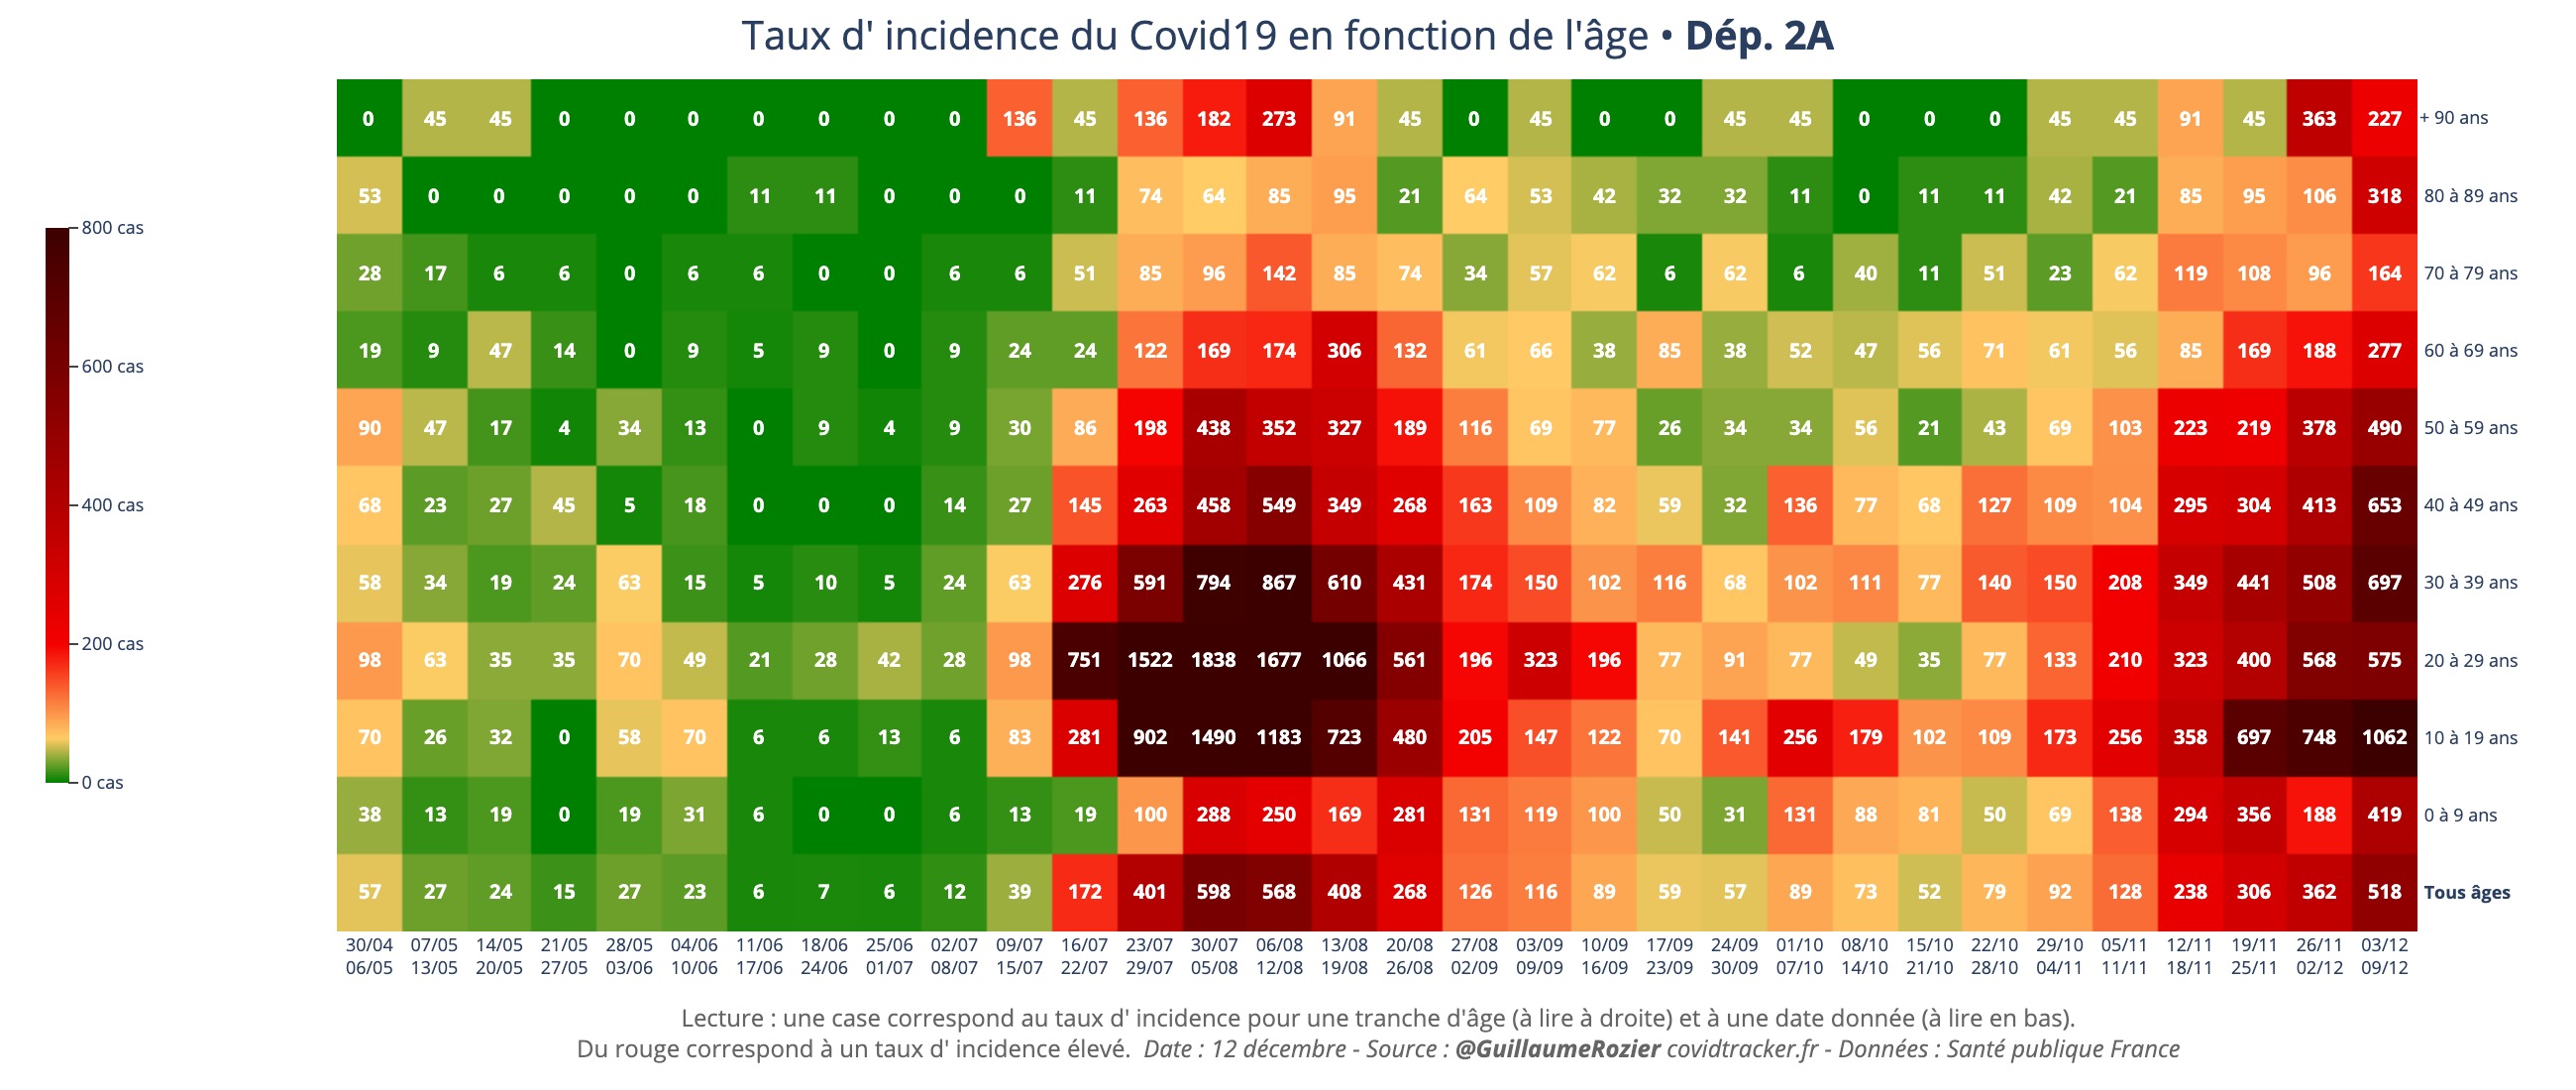 Taux d' incidence du Covid19 en fonction de l'âge • Dép. 2A
800 cas
600 cas
400 cas
200 cas
0 cas
0 45 45 0 0 0 0 0 0 0 136 45 136 182 273 91 45 0 45 0 0 45 45 0 0 0 45 45 91 45 363 227 + 90 ans
53 0 0 0 0 0 11 11 0 0 0 11 74 64 85 95 21 64 53 42 32 32 11 0 11 11 42 21 85 95 106 318 80 à 89 ans
28 17 6 6 0 6 6 0 0 6 6 51 85 96 142 85 74 34 57 62 6 62 6 40 11 51 23 62 119 108 96 164 70 à 79 ans
19 9 47 14 0 9 5 9 0 9 24 24 122 169 174 306 132 61 66 38 85 38 52 47 56 71 61 56 85 169 188 277 60 à 69 ans
90 47 17 4 34 13 0 9 4 9 30 86 198 438 352 327 189 116 69 77 26 34 34 56 21 43 69 103 223 219 378 490 50 à 59 ans
68 23 27 45 5 18 0 0 0 14 27 145 263 458 549 349 268 163 109 82 59 32 136 77 68 127 109 104 295 304 413 653 40 à 49 ans
58 34 19 24 63 15 5 10 5 24 63 276 591 794 867 610 431 174 150 102 116 68 102 111 77 140 150 208 349 441 508 697 30 à 39 ans
98 63 35 35 70 49 21 28 42 28 98 751 1522 1838 1677 1066 561 196 323 196 77 91 77 49 35 77 133 210 323 400 568 575 20 à 29 ans
70 26 32 0 58 70 6 6 13 6 83 281 902 1490 1183 723 480 205 147 122 70 141 256 179 102 109 173 256 358 697 748 1062 10 à 19 ans
38 13 19 0 19 31 6 0 0 6 13 19 100 288 250 169 281 131 119 100 50 31 131 88 81 50 69 138 294 356 188 419 0 à 9 ans
57 27 24 15 27 23 6 7 6 12 39 172 401 598 568 408 268 126 116 89 59 57 89 73 52 79 92 128 238 306 362 518 Tous âges
30/04 07/05 14/05 21/05 28/05 04/06 11/06 18/06 25/06 02/07 09/07 16/07 23/07 30/07 06/08 13/08 20/08 27/08 03/09 10/09 17/09 24/09 01/10 08/10 15/10 22/10 29/10 05/11 12/11 19/11 26/11 03/12
06/05 13/05 20/05 27/05 03/06 10/06 17/06 24/06 01/07 08/07 15/07 22/07 29/07 05/08 12/08 19/08 26/08 02/09 09/09 16/09 23/09 30/09 07/10 14/10 21/10 28/10 04/11 11/11 18/11 25/11 02/12 09/12
Lecture : une case correspond au taux d' incidence pour une tranche d'âge (à lire à droite) et à une date donnée (à lire en bas).
Du rouge correspond à un taux d' incidence élevé. Date : 12 décembre - Source : @GuillaumeRozier covidtracker.fr - Données : Santé publique France